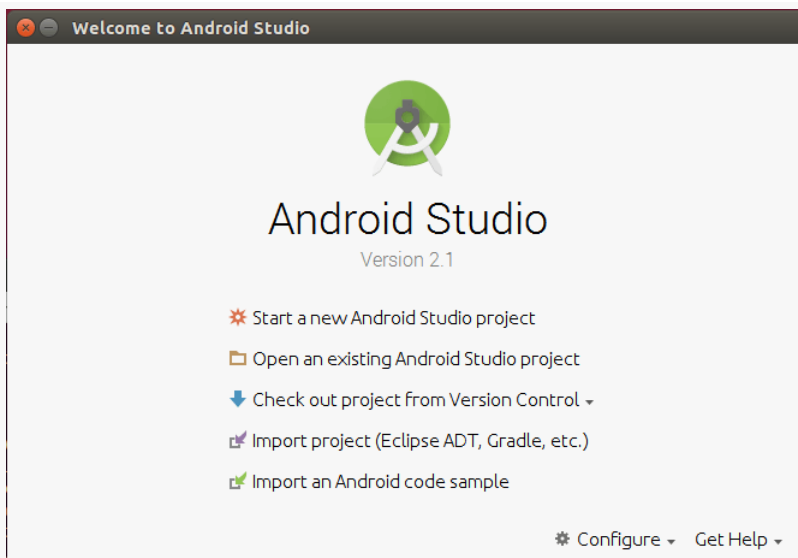 Welcome to Android Studio
Android Studio
Version 2.1
Start a new Android Studio project
Open an existing Android Studio project
Check out project from Version Control
Import project (Eclipse ADT, Gradle, etc.)
Import an Android code sample
Configure Get Help